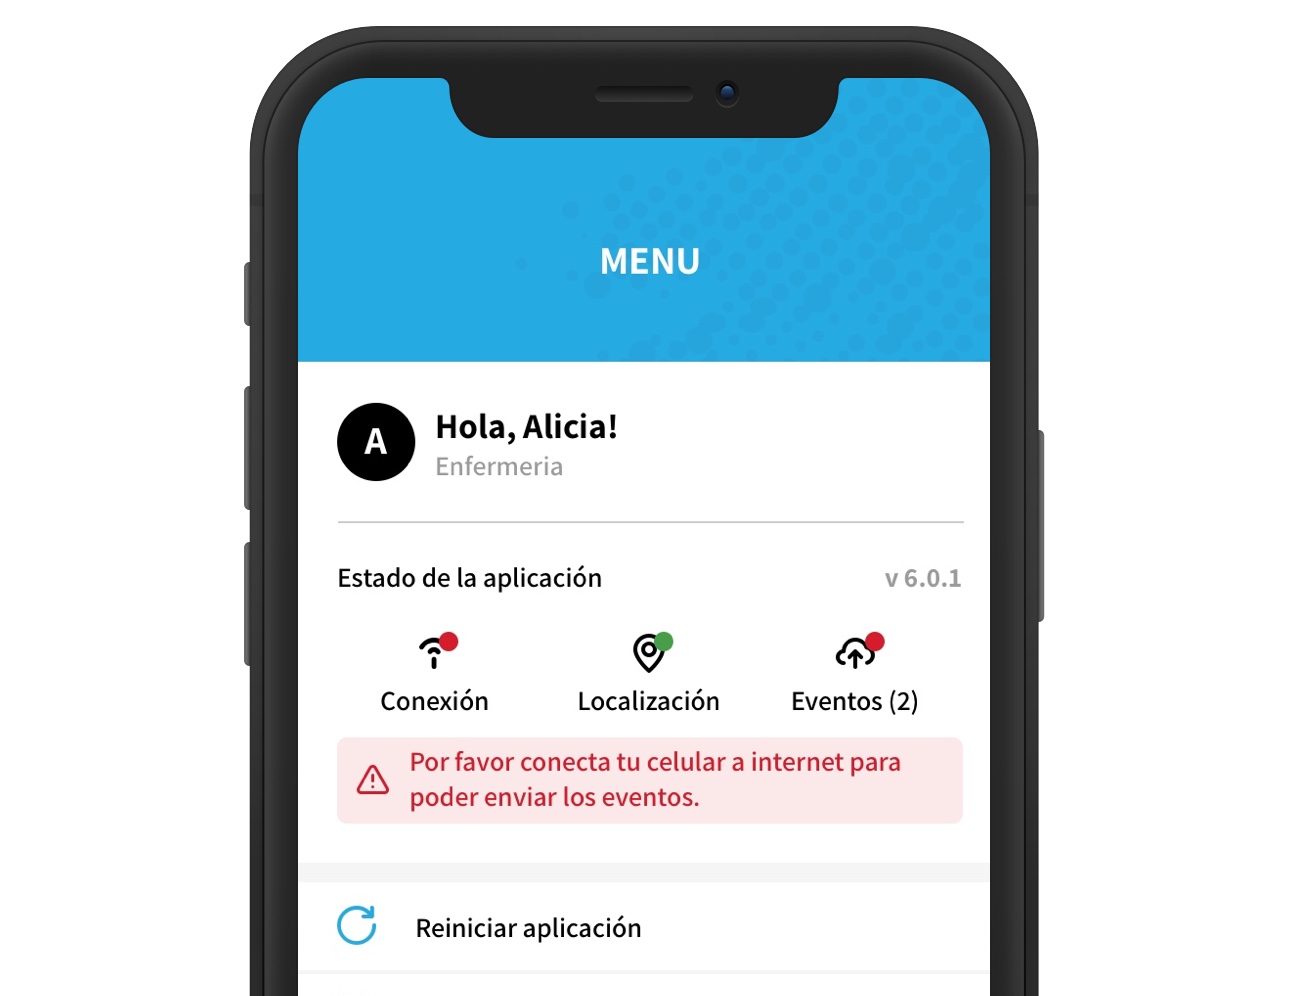 MENU
A
Hola, Alicia!
Enfermeria
Estado de la aplicación
v 6.0.1
Conexión
Localización
Eventos (2)
Por favor conecta tu celular a internet para
poder enviar los eventos.
Reiniciar aplicación